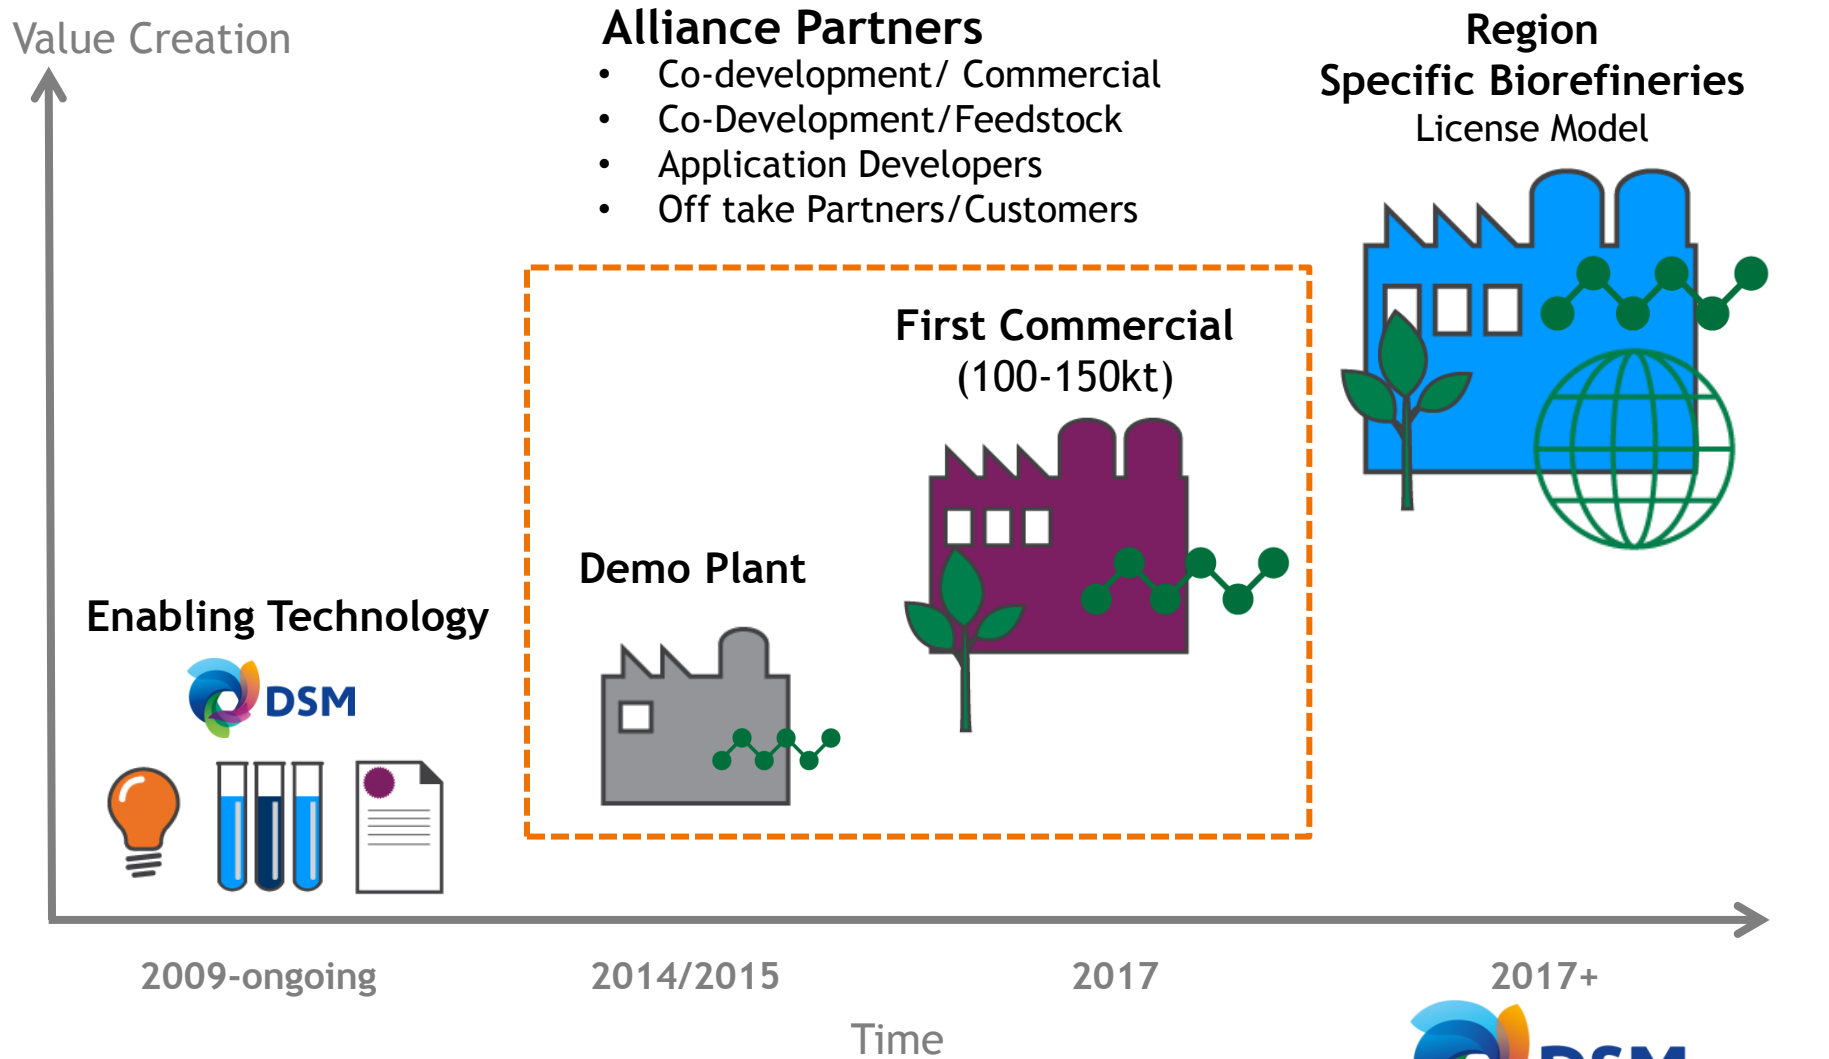 Value Creation
Alliance Partners
• Co-development/ Commercial
• Co-Development/Feedstock
• Application Developers
• Off take Partners/Customers
Region
Specific Biorefineries
License Model
First Commercial
(100-150kt)
Demo Plant
Enabling Technology
DSM
2009-ongoing
2014/2015
2017
2017+
Time
DSM